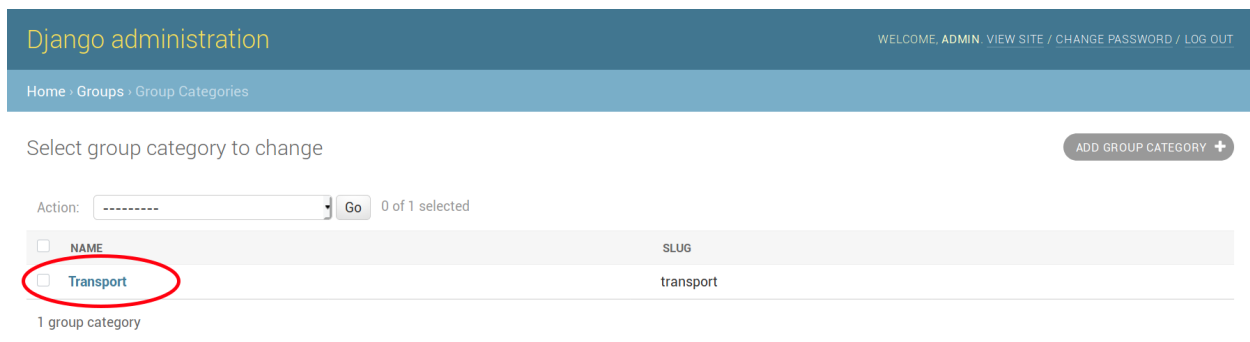 Django administration
WELCOME, ADMIN. VIEW SITE / CHANGE PASSWORD / LOG OUT
Home › Groups › Group Categories
Select group category to change
ADD GROUP CATEGORY +
Action: --------- Go 0 of 1 selected
NAME SLUG
Transport transport
1 group category